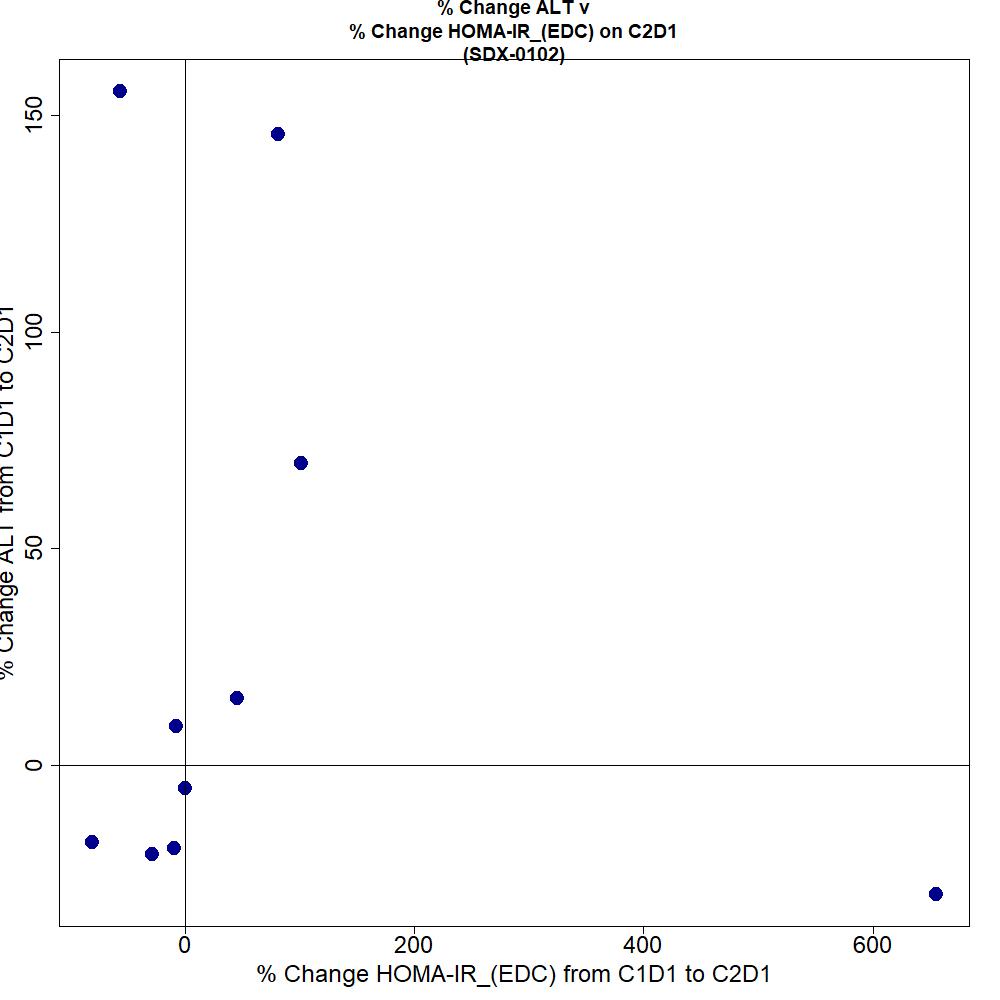 % Change ALT v
% Change HOMA-IR_(EDC) on C2D1
(SDX-0102)
% Change ALT from C1D1 to C2D1
150
100
50
0
0 200 400 600
% Change HOMA-IR_(EDC) from C1D1 to C2D1